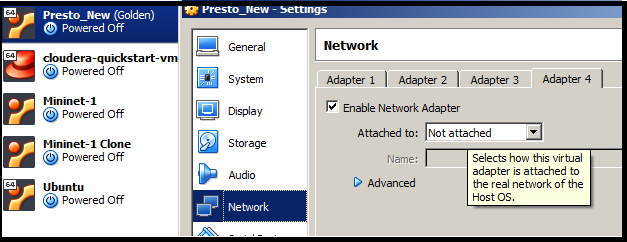 64
Presto_New (Golden)
Powered Off
64
cloudera-quickstart-vm
Powered Off
Mininet-1
Powered Off
Mininet-1 Clone
Powered Off
64
Ubuntu
Powered Off
Presto_New - Settings
General
System
Display
Storage
Audio
Network
Network
Adapter 1 Adapter 2 Adapter 3 Adapter 4
Enable Network Adapter
Attached to: Not attached
Name:
Advanced
Selects how this virtual
adapter is attached to
the real network of the
Host OS.